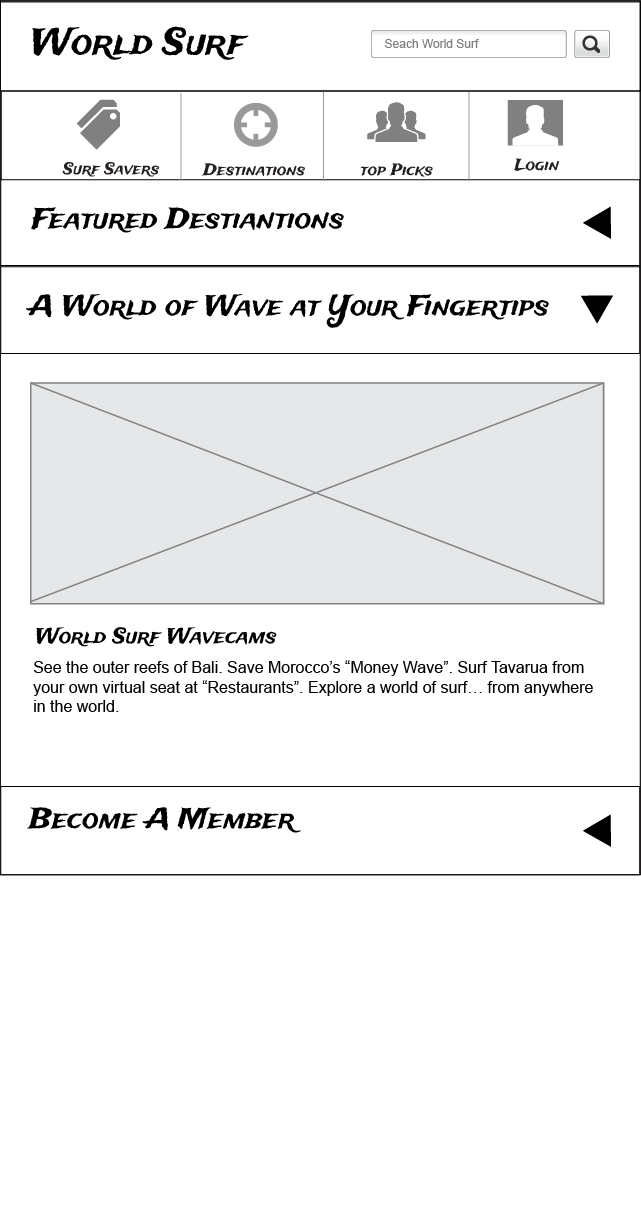 World Surf
Seach World Surf
Surf Savers
Destinations
top Picks
Login
Featured Destiantions
A World of Wave at Your Fingertips
World Surf Wavecams
See the outer reefs of Bali. Save Morocco’s “Money Wave”. Surf Tavarua from
your own virtual seat at “Restaurants”. Explore a world of surf… from anywhere
in the world.
Become A Member